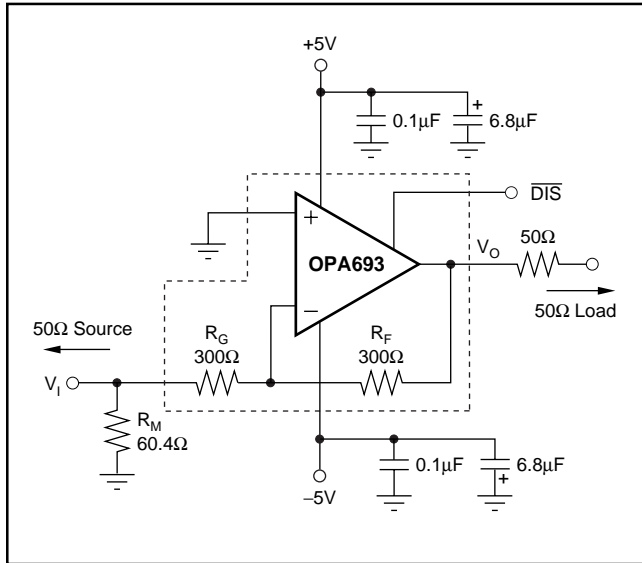 +5V
+
0.1µF
6.8µF
DIS
+
OPA693
−
V_O
50Ω
50Ω Load
50Ω Source
R_G
300Ω
R_F
300Ω
V_I
R_M
60.4Ω
0.1µF
6.8µF
+
−5V